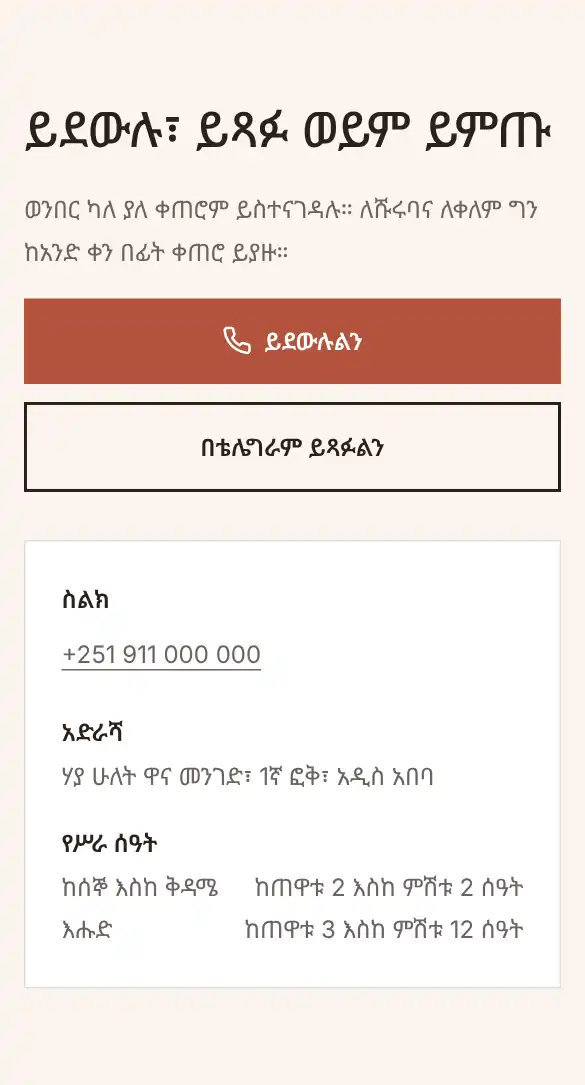 ይደውሉ፣ ይጻፉ ወይም ይምጡ
ወንበር ካለ ያለ ቀጠሮም ይስተናገዳሉ። ለሹሩባና ለቀለም ግን
ከአንድ ቀን በፊት ቀጠሮ ይያዙ።
ይደውሉልን
በቴሌግራም ይጻፉልን
ስልክ
+251 911 000 000
አድራሻ
ሃያ ሁለት ዋና መንገድ፣ 1ኛ ፎቅ፣ አዲስ አበባ
የሥራ ሰዓት
ከሰኞ እስከ ቅዳሜ ከጠዋቱ 2 እስከ ምሽቱ 2 ሰዓት
እሑድ ከጠዋቱ 3 እስከ ምሽቱ 12 ሰዓት